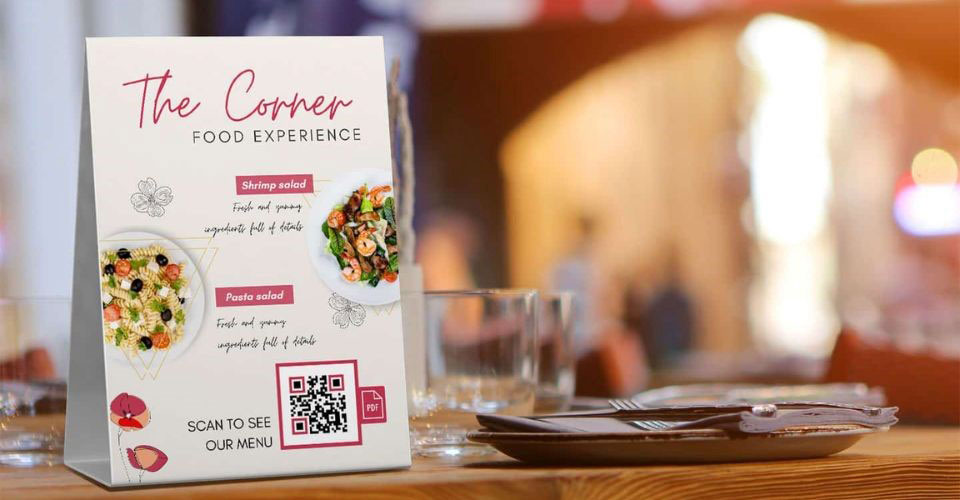 The Corner
FOOD EXPERIENCE
Shrimp salad
Fresh and yummy
ingredients full of details
Pasta salad
Fresh and yummy
ingredients full of details
SCAN TO SEE
OUR MENU
PDF